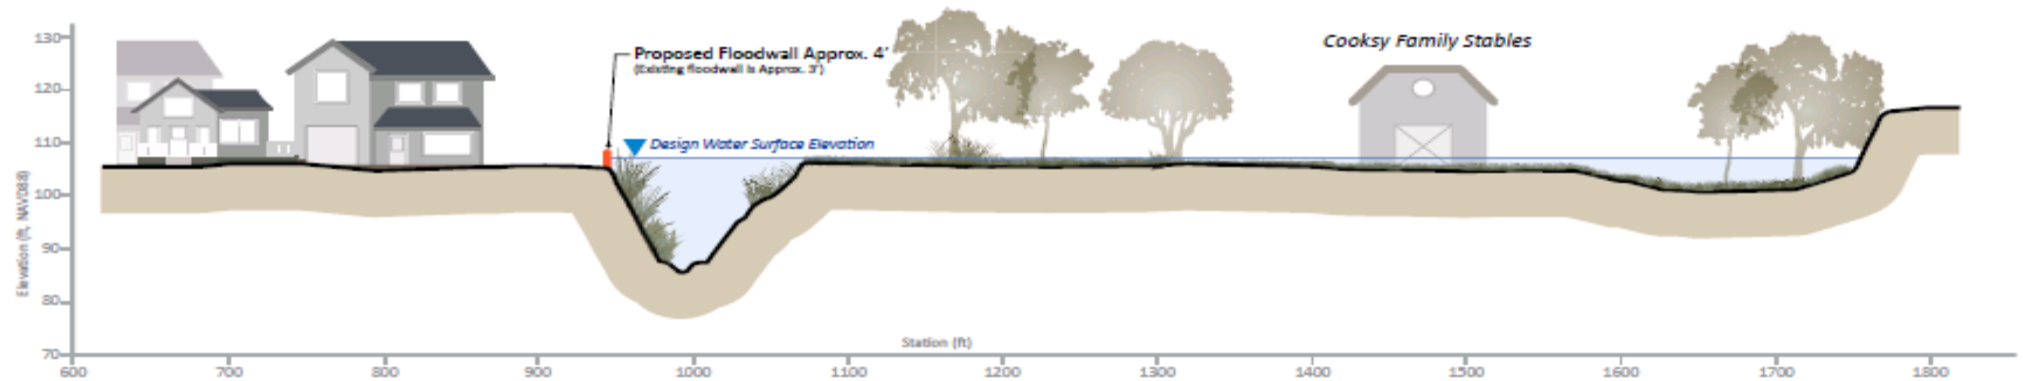 Cooksy Family Stables
Proposed Floodwall Approx. 4'
(Existing floodwall is Approx. 3')
Design Water Surface Elevation
Elevation (ft, NAVD88)
130
120
110
100
90
80
70
Station (ft)
600 700 800 900 1000 1100 1200 1300 1400 1500 1600 1700 1800